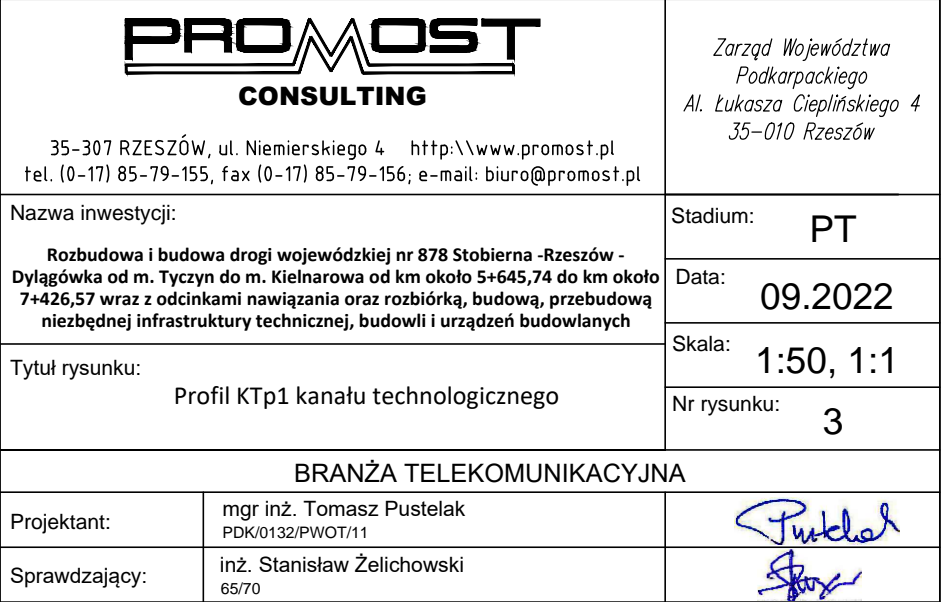 PROMOST
CONSULTING
35-307 RZESZÓW, ul. Niemierskiego 4 http:\\www.promost.pl
tel. (0-17) 85-79-155, fax (0-17) 85-79-156; e-mail: biuro@promost.pl
Zarząd Województwa
Podkarpackiego
Al. Łukasza Cieplińskiego 4
35-010 Rzeszów
Nazwa inwestycji:
Rozbudowa i budowa drogi wojewódzkiej nr 878 Stobierna -Rzeszów -
Dylągówka od m. Tyczyn do m. Kielnarowa od km około 5+645,74 do km około
7+426,57 wraz z odcinkami nawiązania oraz rozbiórką, budową, przebudową
niezbędnej infrastruktury technicznej, budowli i urządzeń budowlanych
Stadium: PT
Data: 09.2022
Skala: 1:50, 1:1
Tytuł rysunku:
Profil KTp1 kanału technologicznego
Nr rysunku: 3
BRANŻA TELEKOMUNIKACYJNA
Projektant: mgr inż. Tomasz Pustelak
PDK/0132/PWOT/11
Sprawdzający: inż. Stanisław Żelichowski
65/70